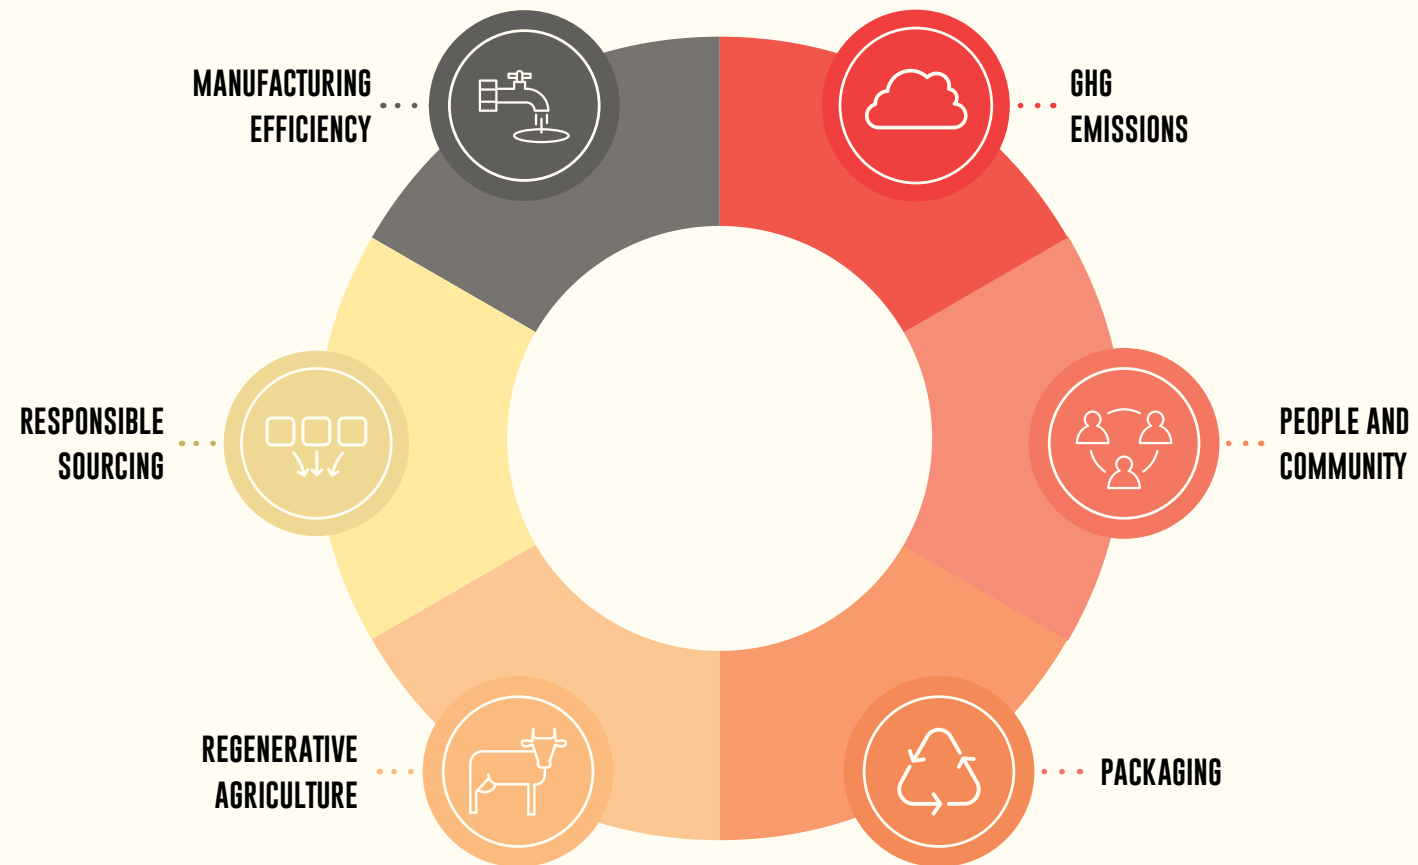 MANUFACTURING
EFFICIENCY
GHG
EMISSIONS
RESPONSIBLE
SOURCING
PEOPLE AND
COMMUNITY
REGENERATIVE
AGRICULTURE
PACKAGING